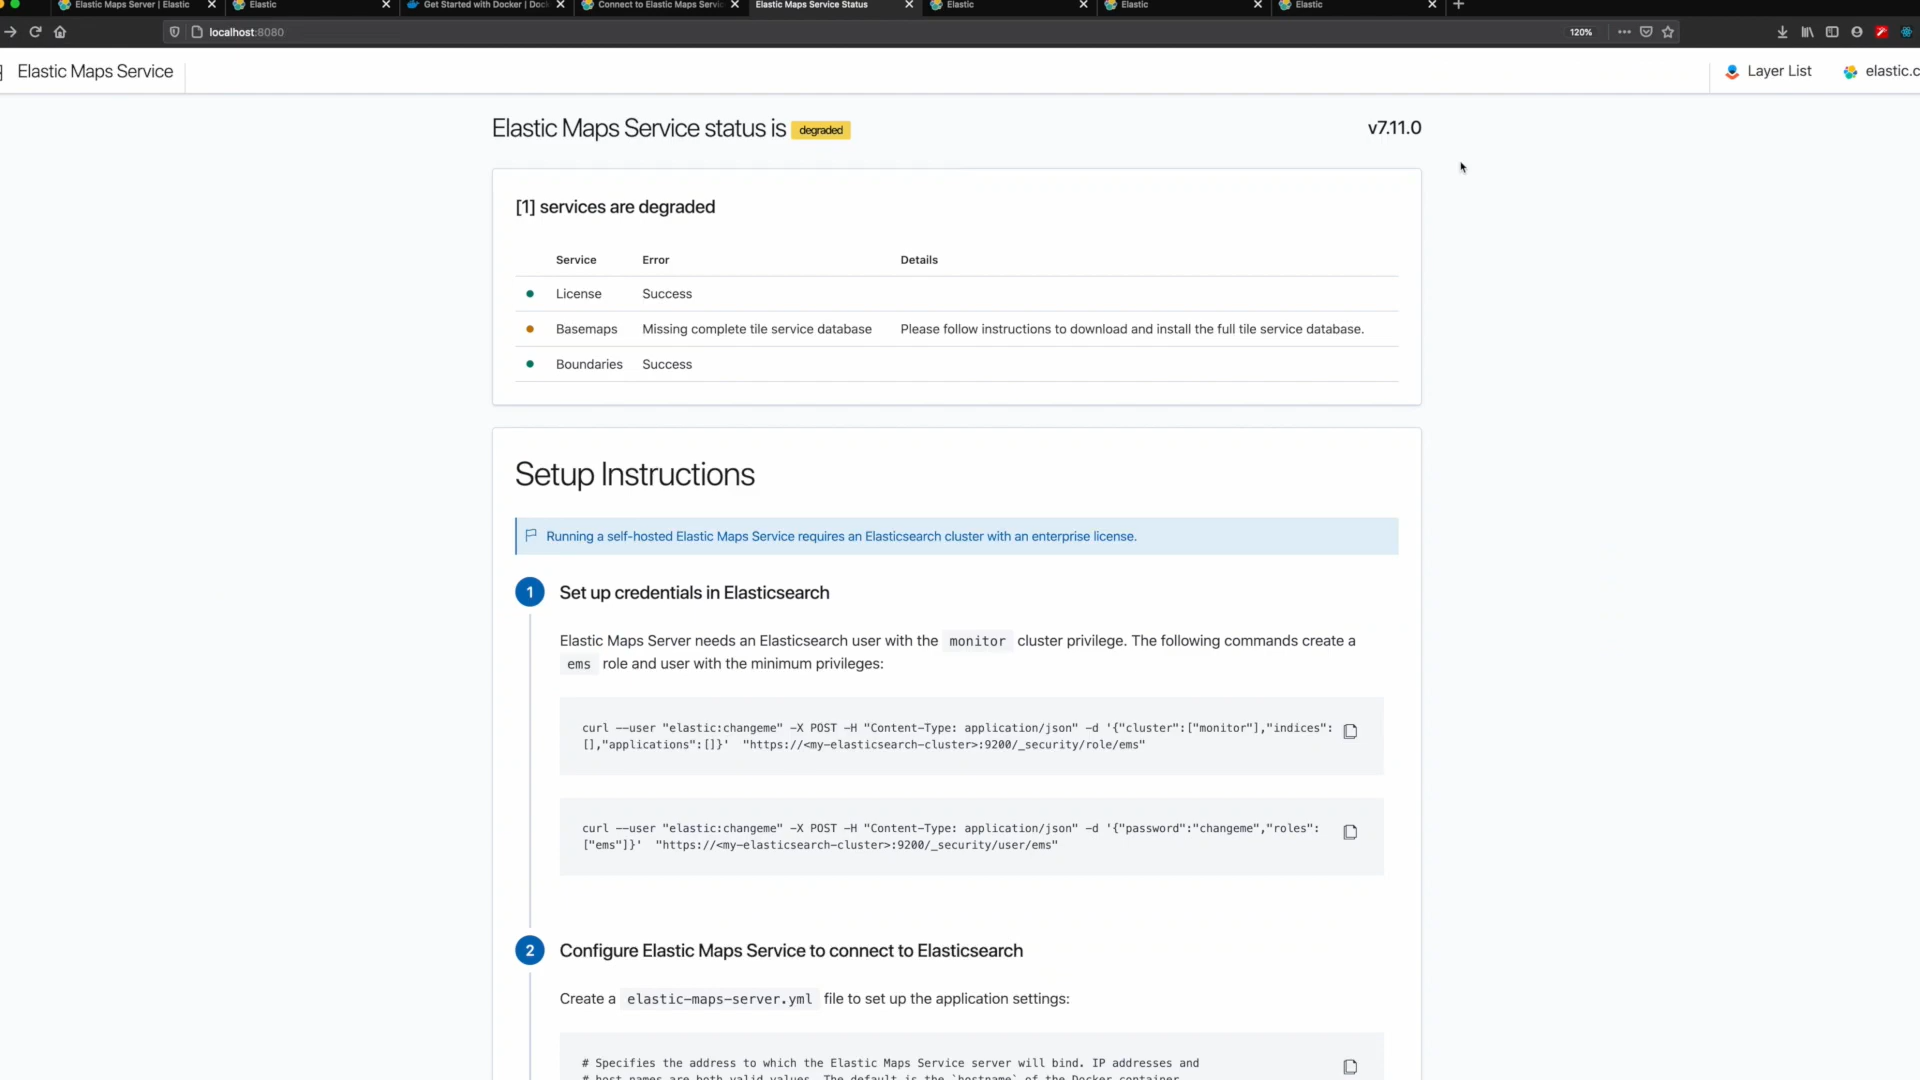 Elastic Maps Server | Elastic
Elastic
Get Started with Docker | Doc
Connect to Elastic Maps Servic
Elastic Maps Service Status
Elastic
Elastic
Elastic
localhost:8080
120%
Elastic Maps Service
Layer List
elastic.c
Elastic Maps Service status is degraded
v7.11.0
[1] services are degraded
Service Error Details
License Success
Basemaps Missing complete tile service database Please follow instructions to download and install the full tile service database.
Boundaries Success
Setup Instructions
Running a self-hosted Elastic Maps Service requires an Elasticsearch cluster with an enterprise license.
1 Set up credentials in Elasticsearch
Elastic Maps Server needs an Elasticsearch user with the monitor cluster privilege. The following commands create a
ems role and user with the minimum privileges:
curl --user "elastic:changeme" -X POST -H "Content-Type: application/json" -d '{"cluster":["monitor"],"indices":
[],"applications":[]}' "https://<my-elasticsearch-cluster>:9200/_security/role/ems"
curl --user "elastic:changeme" -X POST -H "Content-Type: application/json" -d '{"password":"changeme","roles":
["ems"]}' "https://<my-elasticsearch-cluster>:9200/_security/user/ems"
2 Configure Elastic Maps Service to connect to Elasticsearch
Create a elastic-maps-server.yml file to set up the application settings:
# Specifies the address to which the Elastic Maps Service server will bind. IP addresses and
# host names are both valid values. The default is the `hostname` of the Docker container.